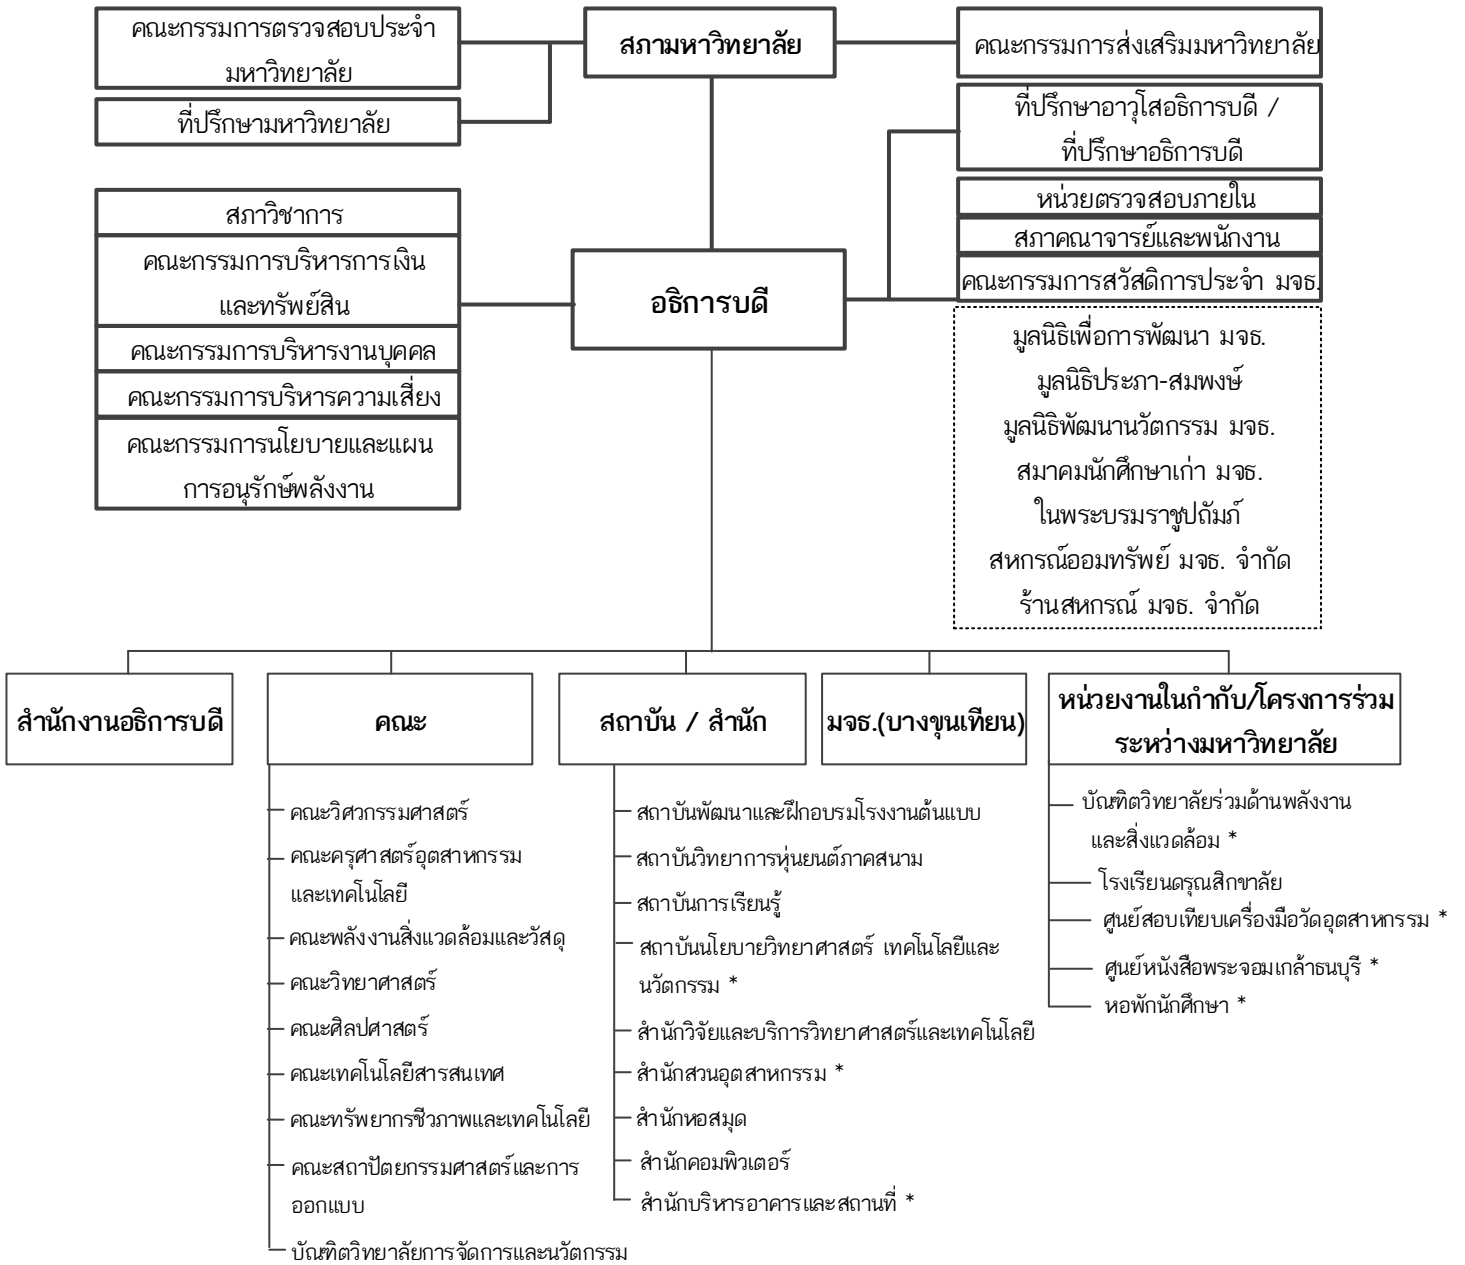 คณะกรรมการตรวจสอบประจำ
มหาวิทยาลัย
ที่ปรึกษามหาวิทยาลัย
สภามหาวิทยาลัย
คณะกรรมการส่งเสริมมหาวิทยาลัย
ที่ปรึกษาอาวุโสอธิการบดี /
ที่ปรึกษาอธิการบดี
หน่วยตรวจสอบภายใน
สภาคณาจารย์และพนักงาน
คณะกรรมการสวัสดิการประจำ มจธ.
สภาวิชาการ
คณะกรรมการบริหารการเงิน
และทรัพย์สิน
คณะกรรมการบริหารงานบุคคล
คณะกรรมการบริหารความเสี่ยง
คณะกรรมการนโยบายและแผน
การอนุรักษ์พลังงาน
อธิการบดี
มูลนิธิเพื่อการพัฒนา มจธ.
มูลนิธิประภา-สมพงษ์
มูลนิธิพัฒนานวัตกรรม มจธ.
สมาคมนักศึกษาเก่า มจธ.
ในพระบรมราชูปถัมภ์
สหกรณ์ออมทรัพย์ มจธ. จำกัด
ร้านสหกรณ์ มจธ. จำกัด
สำนักงานอธิการบดี
คณะ
คณะวิศวกรรมศาสตร์
คณะครุศาสตร์อุตสาหกรรม
และเทคโนโลยี
คณะพลังงานสิ่งแวดล้อมและวัสดุ
คณะวิทยาศาสตร์
คณะศิลปศาสตร์
คณะเทคโนโลยีสารสนเทศ
คณะทรัพยากรชีวภาพและเทคโนโลยี
คณะสถาปัตยกรรมศาสตร์และการ
ออกแบบ
บัณฑิตวิทยาลัยการจัดการและนวัตกรรม
สถาบัน / สำนัก
สถาบันพัฒนาและฝึกอบรมโรงงานต้นแบบ
สถาบันวิทยาการหุ่นยนต์ภาคสนาม
สถาบันการเรียนรู้
สถาบันนโยบายวิทยาศาสตร์ เทคโนโลยีและ
นวัตกรรม *
สำนักวิจัยและบริการวิทยาศาสตร์และเทคโนโลยี
สำนักสวนอุตสาหกรรม *
สำนักหอสมุด
สำนักคอมพิวเตอร์
สำนักบริหารอาคารและสถานที่ *
มจธ.(บางขุนเทียน)
หน่วยงานในกำกับ/โครงการร่วม
ระหว่างมหาวิทยาลัย
บัณฑิตวิทยาลัยร่วมด้านพลังงาน
และสิ่งแวดล้อม *
โรงเรียนดรุณสิกขาลัย
ศูนย์สอบเทียบเครื่องมือวัดอุตสาหกรรม *
ศูนย์หนังสือพระจอมเกล้าธนบุรี *
หอพักนักศึกษา *